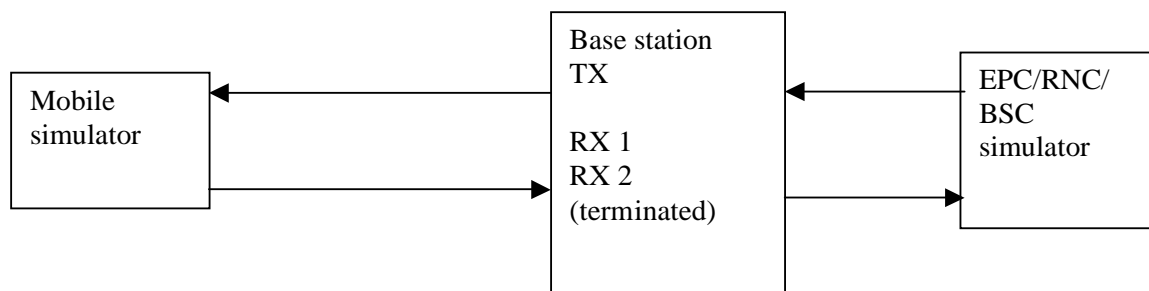 Mobile
simulator
Base station
TX
RX 1
RX 2
(terminated)
EPC/RNC/
BSC
simulator